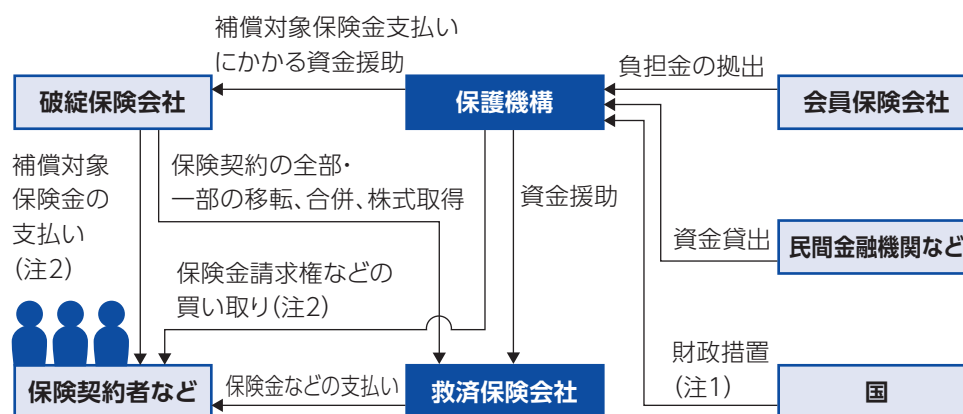 補償対象保険金支払い
にかかる資金援助
負担金の拠出
破綻保険会社
保護機構
会員保険会社
補償対象
保険金の
支払い
(注2)
保険契約の全部・
一部の移転、合併、株式取得
資金援助
資金貸出
民間金融機関など
保険金請求権などの
買い取り(注2)
財政措置
(注1)
保険契約者など
保険金などの支払い
救済保険会社
国